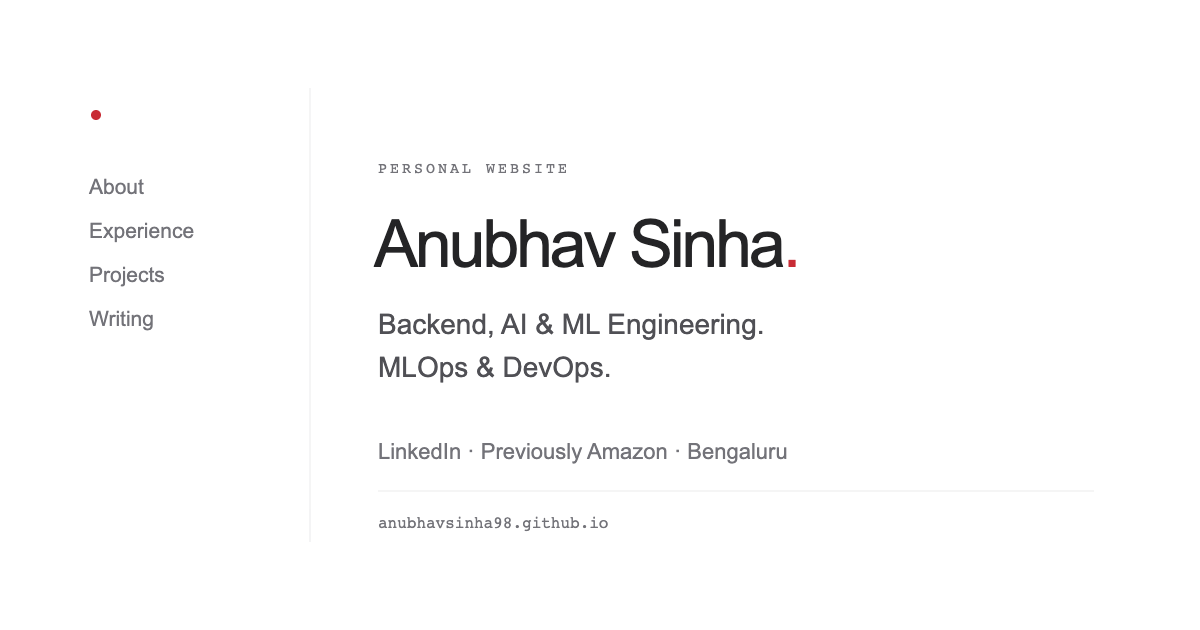 About
Experience
Projects
Writing
PERSONAL WEBSITE
Anubhav Sinha.
Backend, AI & ML Engineering.
MLOps & DevOps.
LinkedIn · Previously Amazon · Bengaluru
anubhavsinha98.github.io